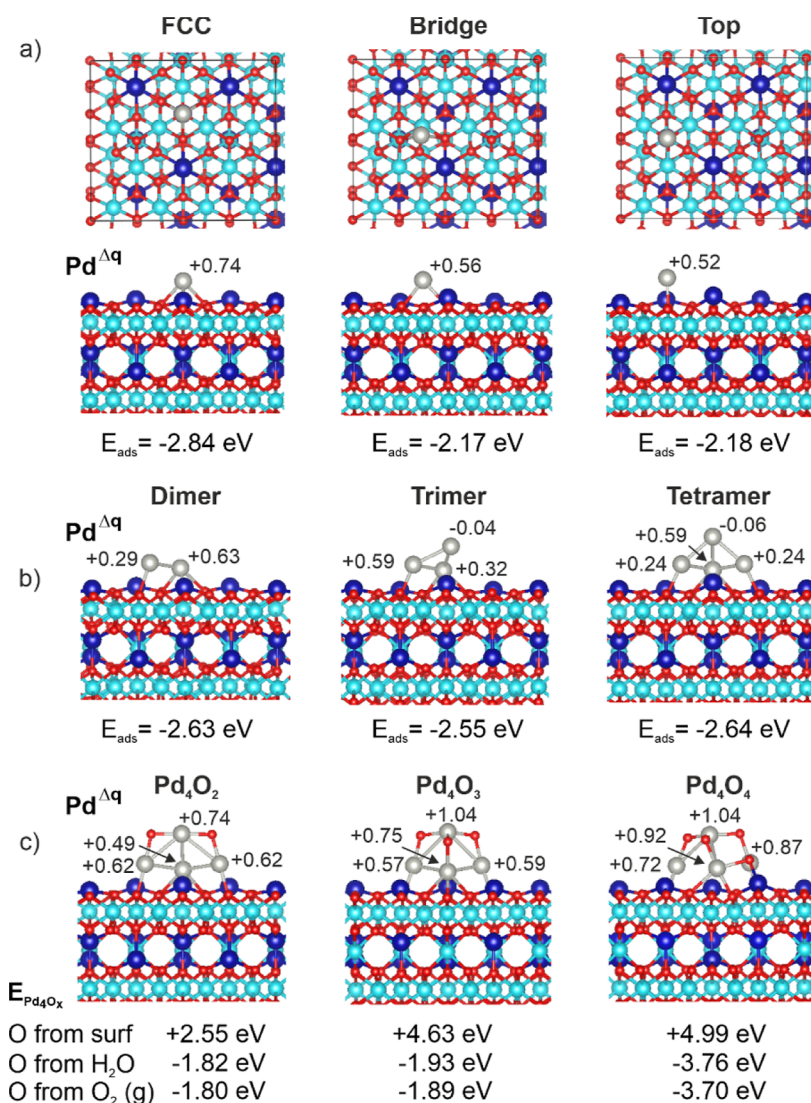 FCC Bridge Top
a)
Pd^Δq +0.74 +0.56 +0.52
E_ads= -2.84 eV E_ads= -2.17 eV E_ads= -2.18 eV
Dimer Trimer Tetramer
Pd^Δq
b)
+0.29 +0.63
-0.04
+0.59 +0.32
-0.06
+0.59
+0.24 +0.24
E_ads= -2.63 eV E_ads= -2.55 eV E_ads= -2.64 eV
Pd₄O₂ Pd₄O₃ Pd₄O₄
Pd^Δq
c)
+0.74
+0.49
+0.62 +0.62
+1.04
+0.75
+0.57 +0.59
+1.04
+0.92 +0.87
+0.72
E_Pd₄Oₓ
O from surf +2.55 eV +4.63 eV +4.99 eV
O from H₂O -1.82 eV -1.93 eV -3.76 eV
O from O₂ (g) -1.80 eV -1.89 eV -3.70 eV